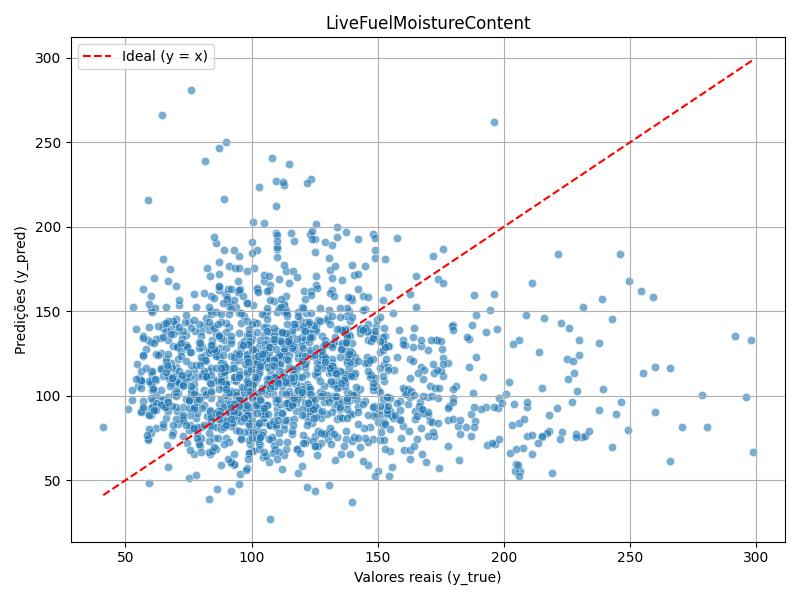 LiveFuelMoistureContent
Ideal (y = x)
300
250
200
150
100
50
Predições (y_pred)
50 100 150 200 250 300
Valores reais (y_true)